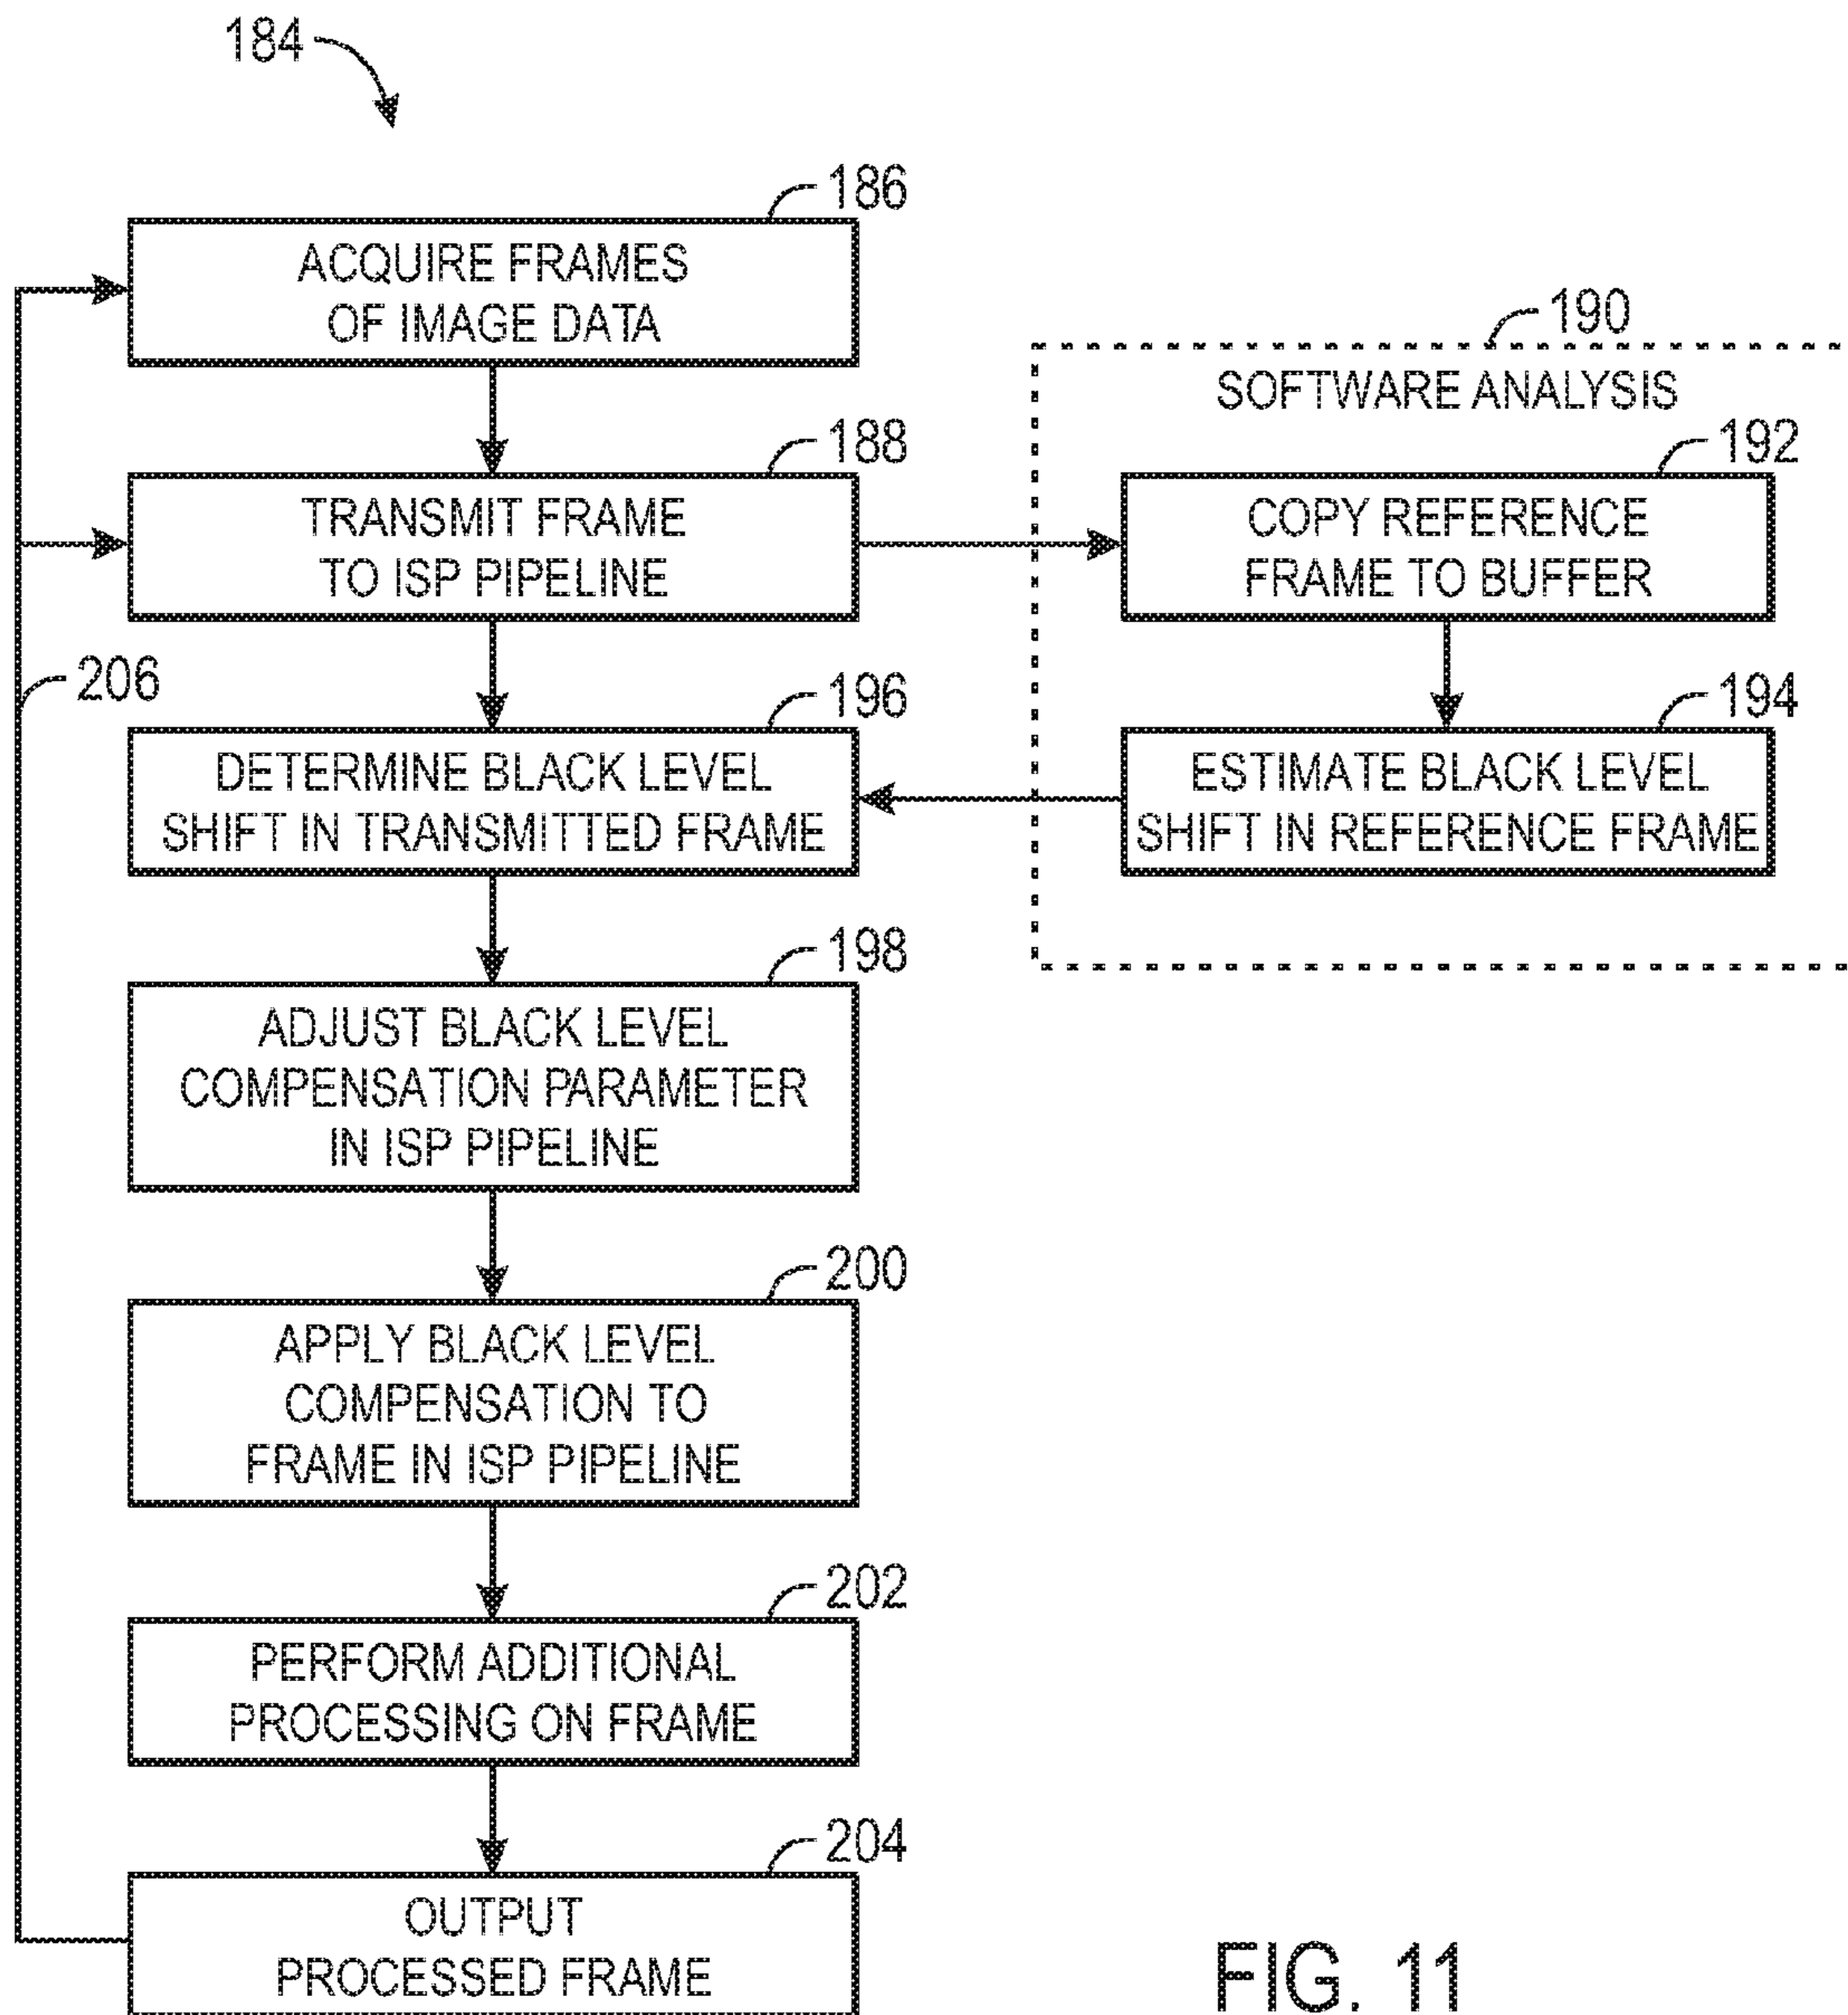 184
186
ACQUIRE FRAMES
OF IMAGE DATA
190
SOFTWARE ANALYSIS
188
TRANSMIT FRAME
TO ISP PIPELINE
192
COPY REFERENCE
FRAME TO BUFFER
206
196
DETERMINE BLACK LEVEL
SHIFT IN TRANSMITTED FRAME
194
ESTIMATE BLACK LEVEL
SHIFT IN REFERENCE FRAME
198
ADJUST BLACK LEVEL
COMPENSATION PARAMETER
IN ISP PIPELINE
200
APPLY BLACK LEVEL
COMPENSATION TO
FRAME IN ISP PIPELINE
202
PERFORM ADDITIONAL
PROCESSING ON FRAME
204
OUTPUT
PROCESSED FRAME
FIG. 11